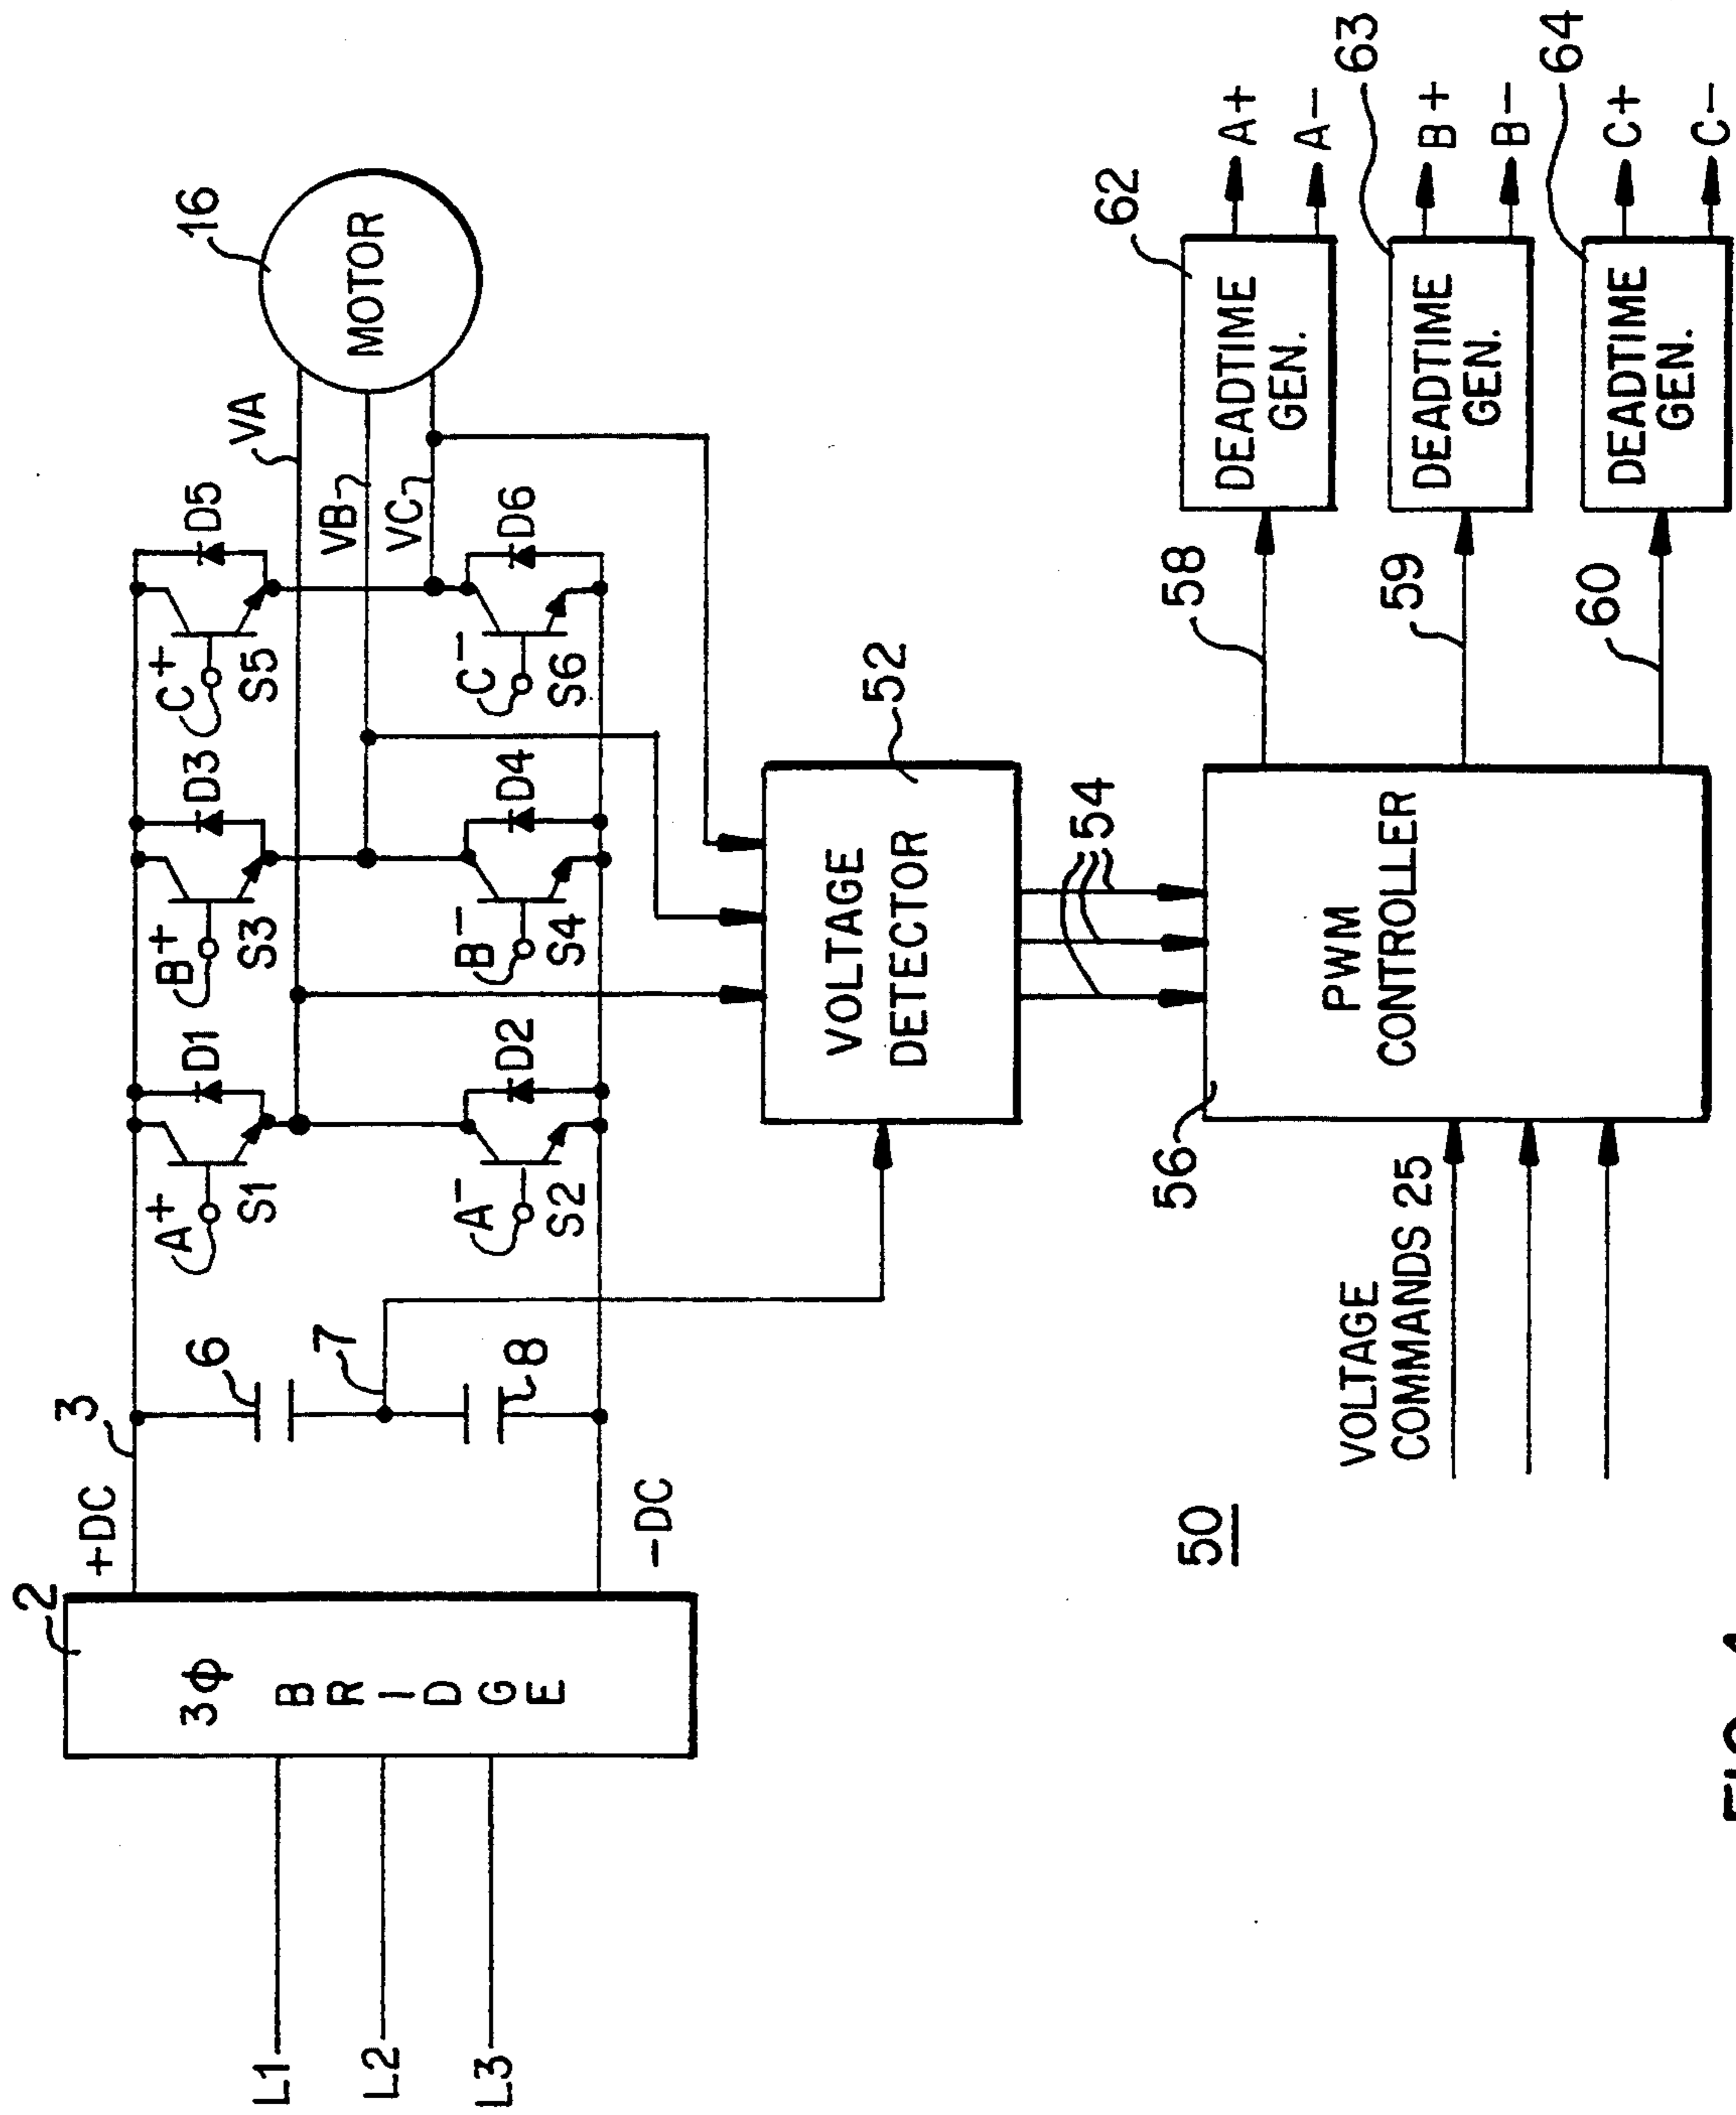 L1
L2
L3
2
3Φ
BRIDGE
+DC
3
-DC
6
7
8
A+
S1
D1
A-
S2
D2
B+
S3
D3
B-
S4
D4
C+
S5
D5
C-
S6
D6
VA
VB
VC
16
MOTOR
VOLTAGE
DETECTOR
52
54
50
VOLTAGE
COMMANDS 25
56
PWM
CONTROLLER
58
59
60
62
DEADTIME
GEN.
A+
A-
63
DEADTIME
GEN.
B+
B-
64
DEADTIME
GEN.
C+
C-